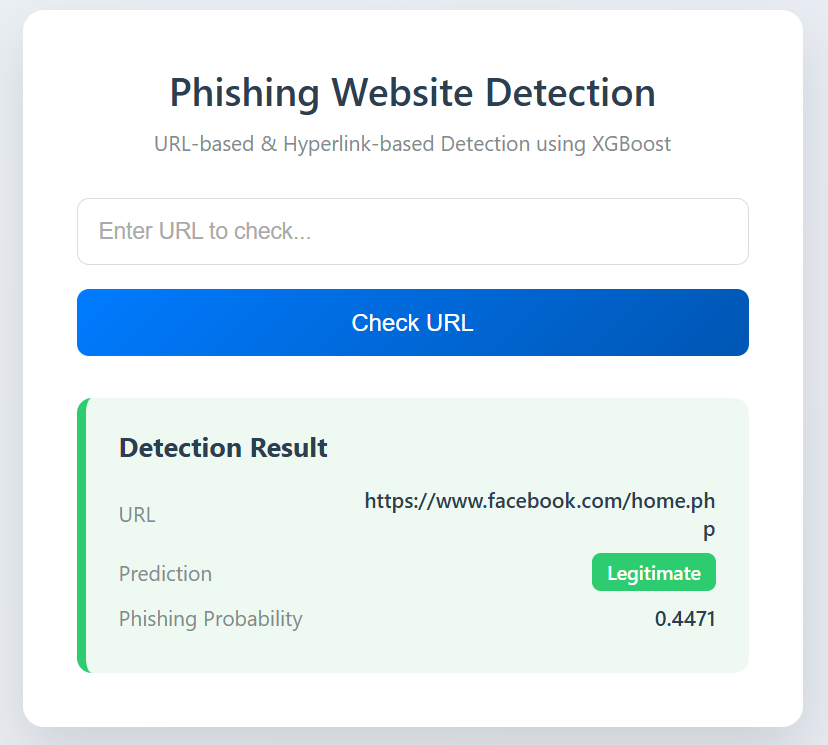 Phishing Website Detection
URL-based & Hyperlink-based Detection using XGBoost
Enter URL to check...
Check URL
Detection Result
URL
https://www.facebook.com/home.ph
p
Prediction
Legitimate
Phishing Probability
0.4471